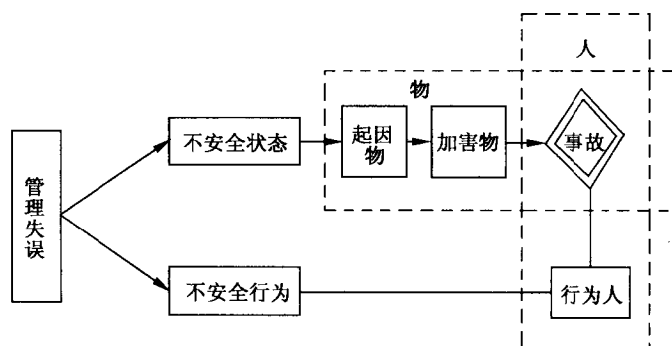 人
物
不安全状态
起因物
加害物
事故
管理失误
不安全行为
行为人